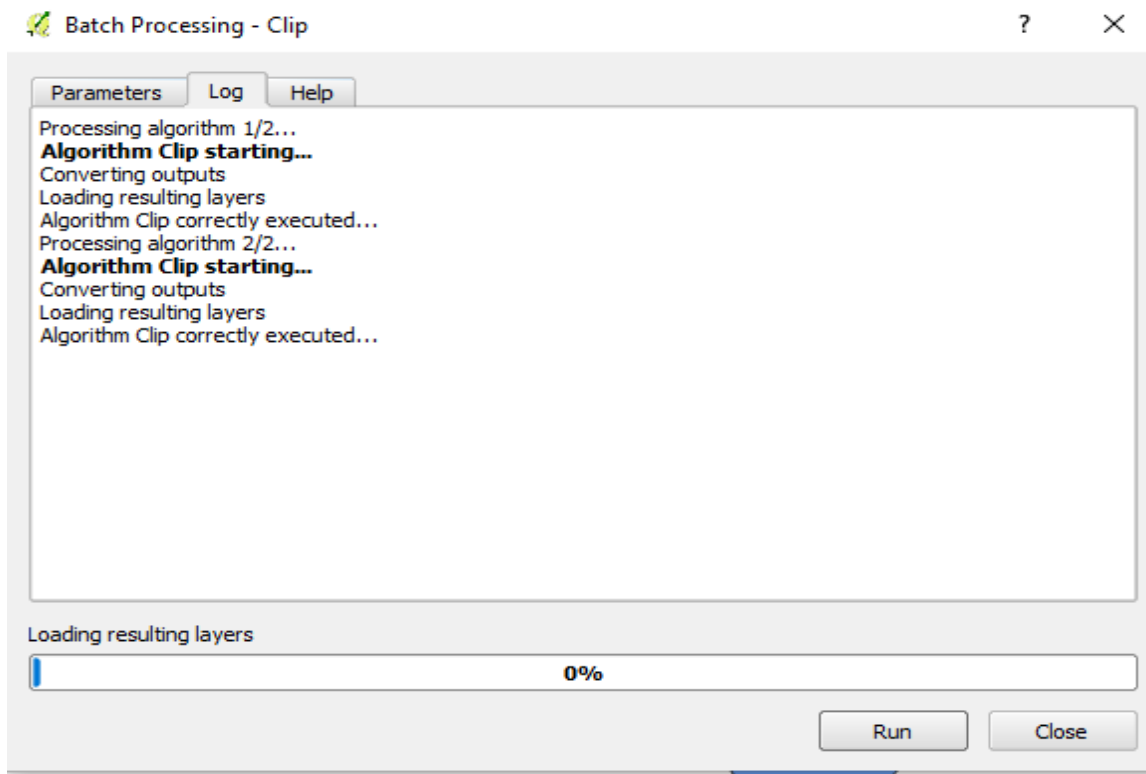 Batch Processing - Clip
? ×
Parameters Log Help
Processing algorithm 1/2...
Algorithm Clip starting...
Converting outputs
Loading resulting layers
Algorithm Clip correctly executed...
Processing algorithm 2/2...
Algorithm Clip starting...
Converting outputs
Loading resulting layers
Algorithm Clip correctly executed...
Loading resulting layers
0%
Run Close